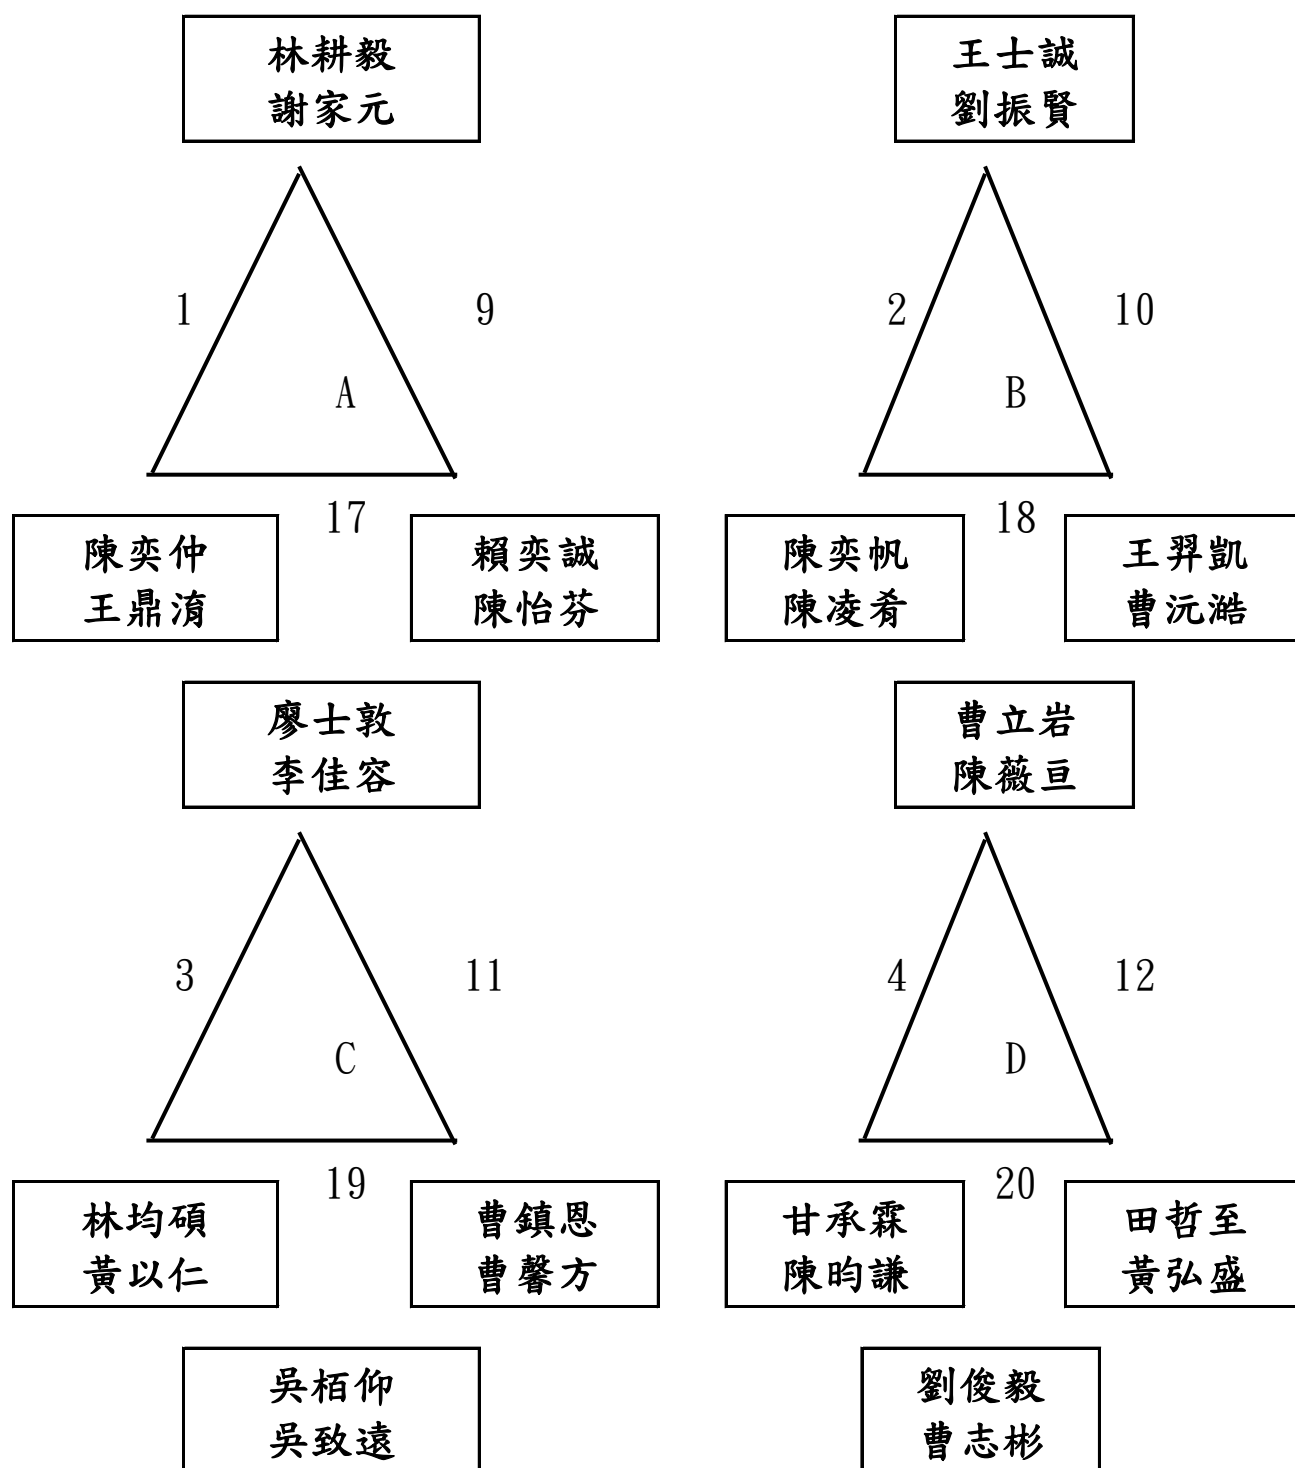 林耕毅
謝家元
王士誠
劉振賢
1
9
2
10
A
B
17
18
陳奕仲
王鼎淯
賴奕誠
陳怡芬
陳奕帆
陳凌肴
王羿凱
曹沅澔
廖士敦
李佳容
曹立岩
陳薇亘
3
11
4
12
C
D
19
20
林均碩
黃以仁
曹鎮恩
曹馨方
甘承霖
陳昀謙
田哲至
黃弘盛
吳栢仰
吳致遠
劉俊毅
曹志彬